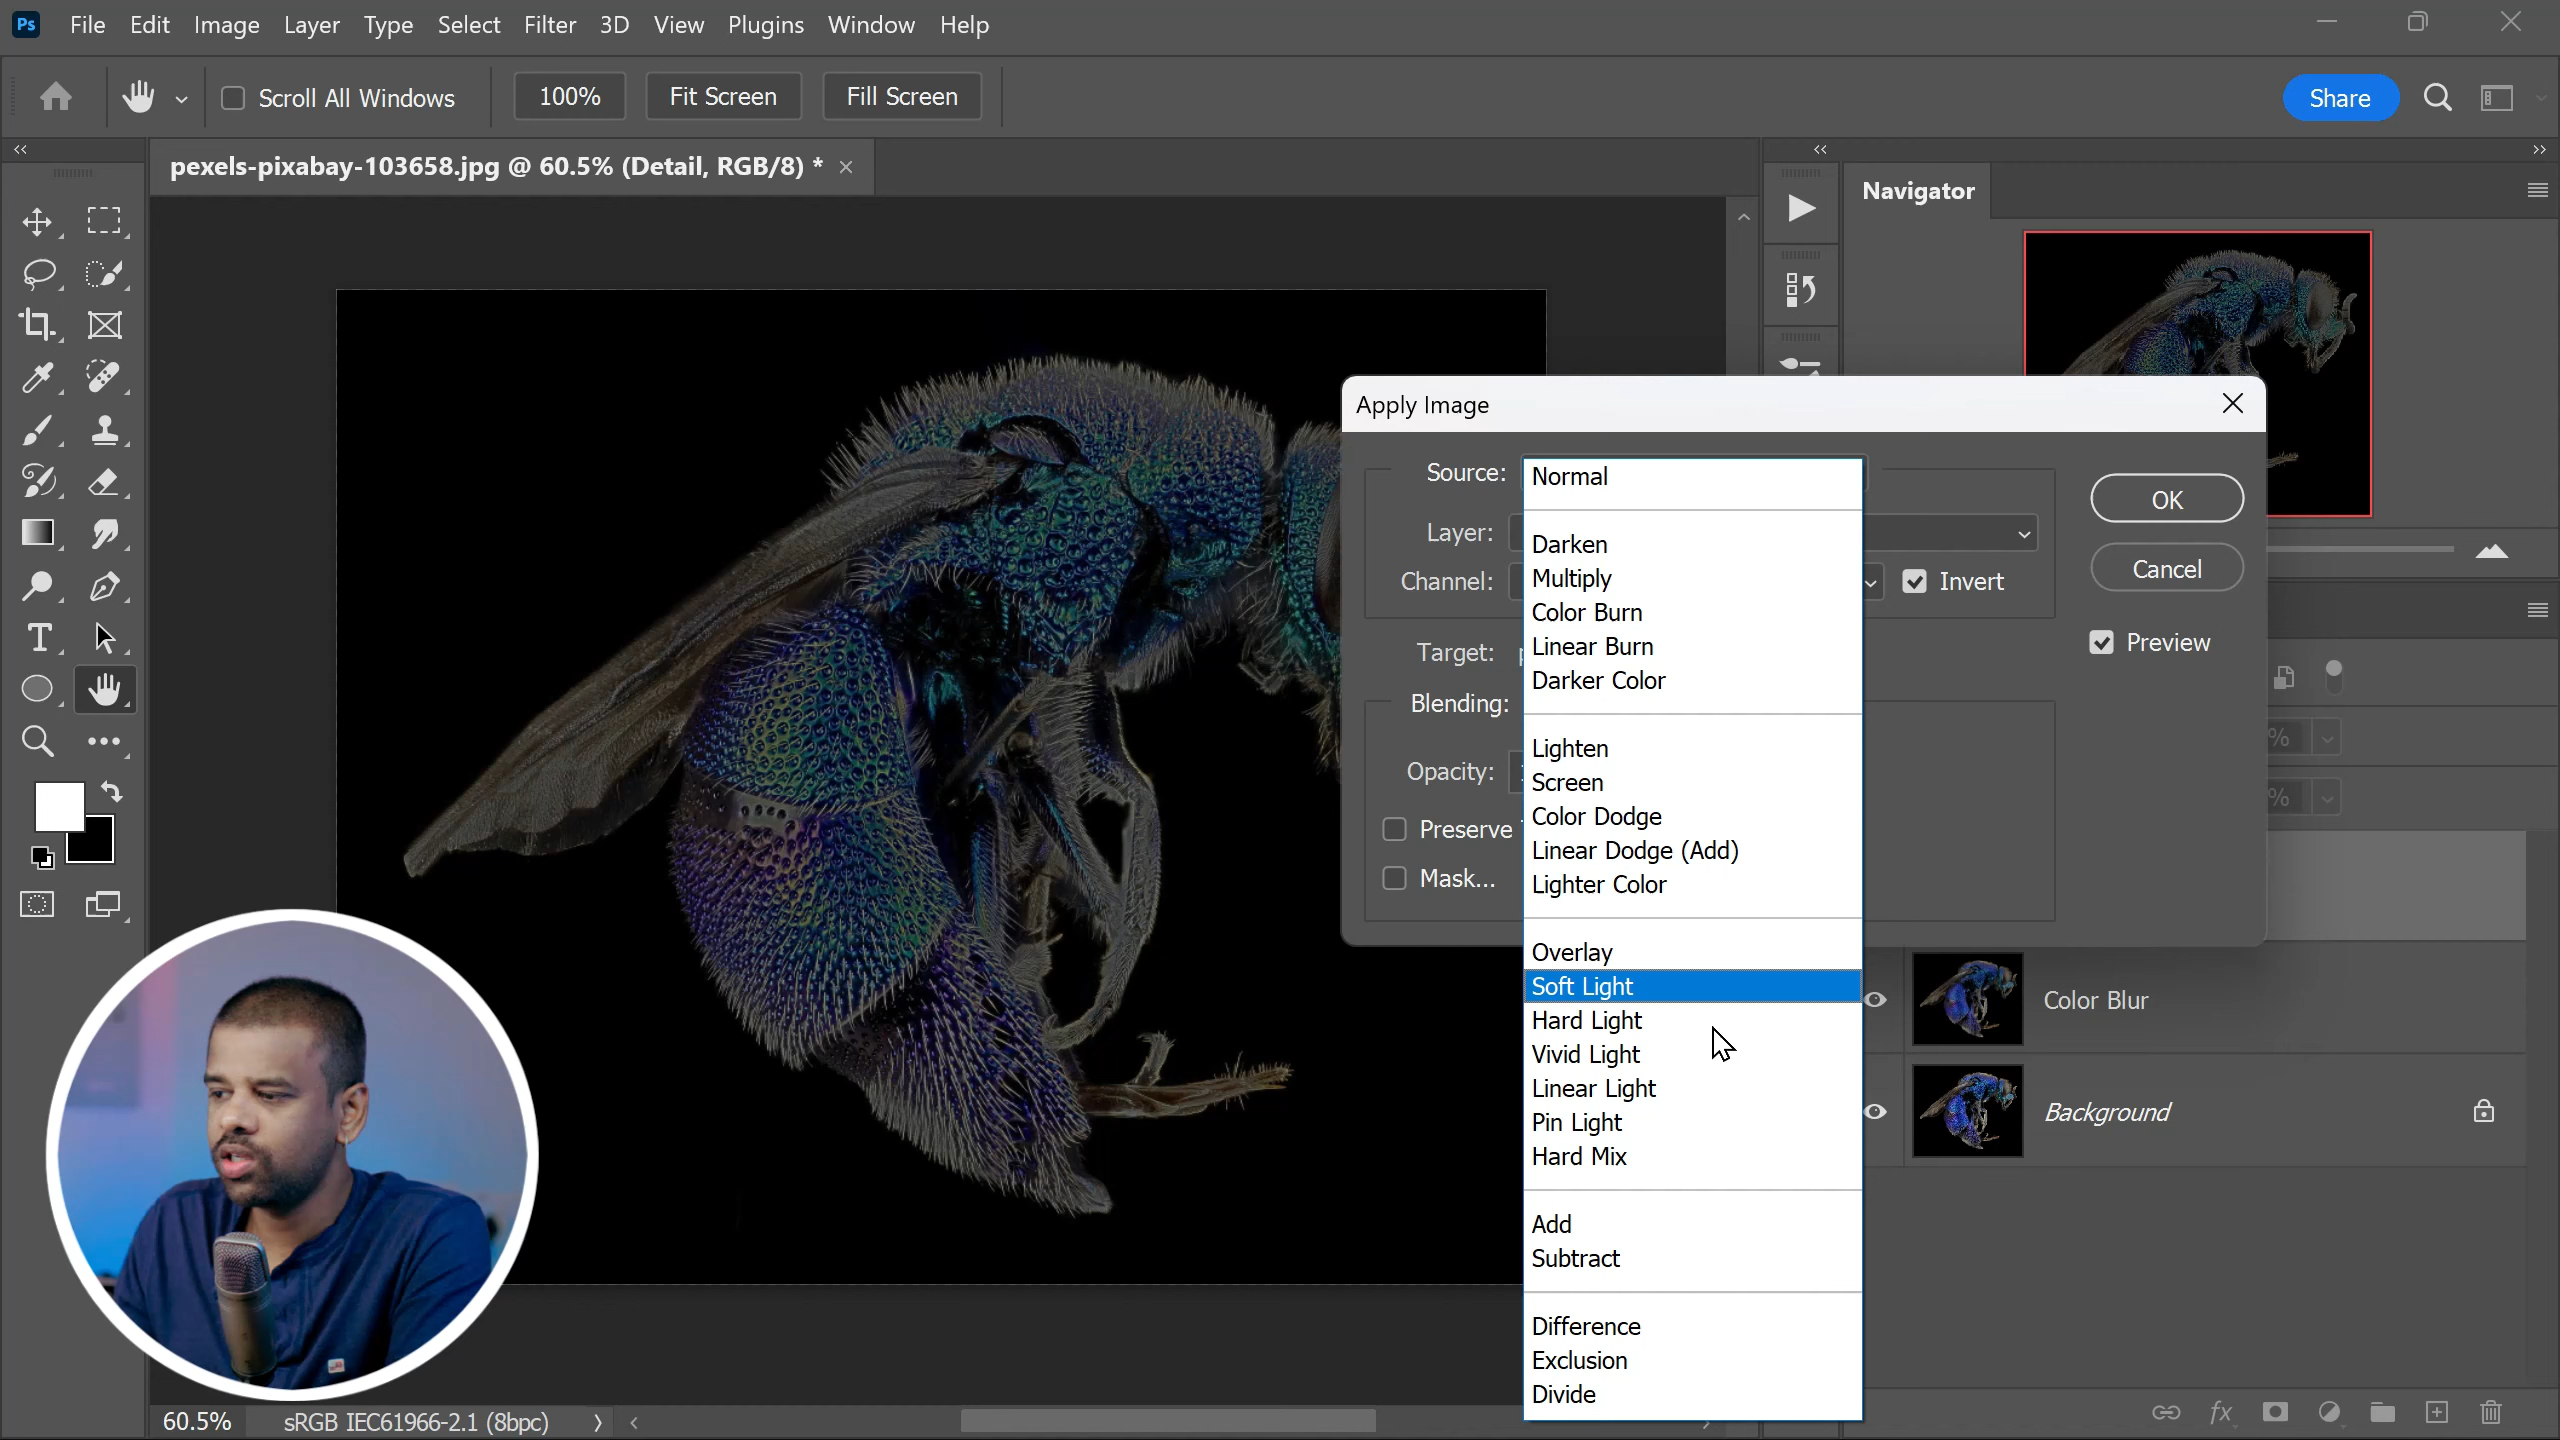 Ps File Edit Image Layer Type Select Filter 3D View Plugins Window Help
Scroll All Windows 100% Fit Screen Fill Screen Share
pexels-pixabay-103658.jpg @ 60.5% (Detail, RGB/8) *
Navigator
Apply Image
Source:
Layer:
Channel:
Invert
Target:
Blending:
Opacity:
Preserve
Mask...
OK
Cancel
Preview
Normal
Darken
Multiply
Color Burn
Linear Burn
Darker Color
Lighten
Screen
Color Dodge
Linear Dodge (Add)
Lighter Color
Overlay
Soft Light
Hard Light
Vivid Light
Linear Light
Pin Light
Hard Mix
Add
Subtract
Difference
Exclusion
Divide
%
%
Color Blur
Background
T
fx
60.5% sRGB IEC61966-2.1 (8bpc)